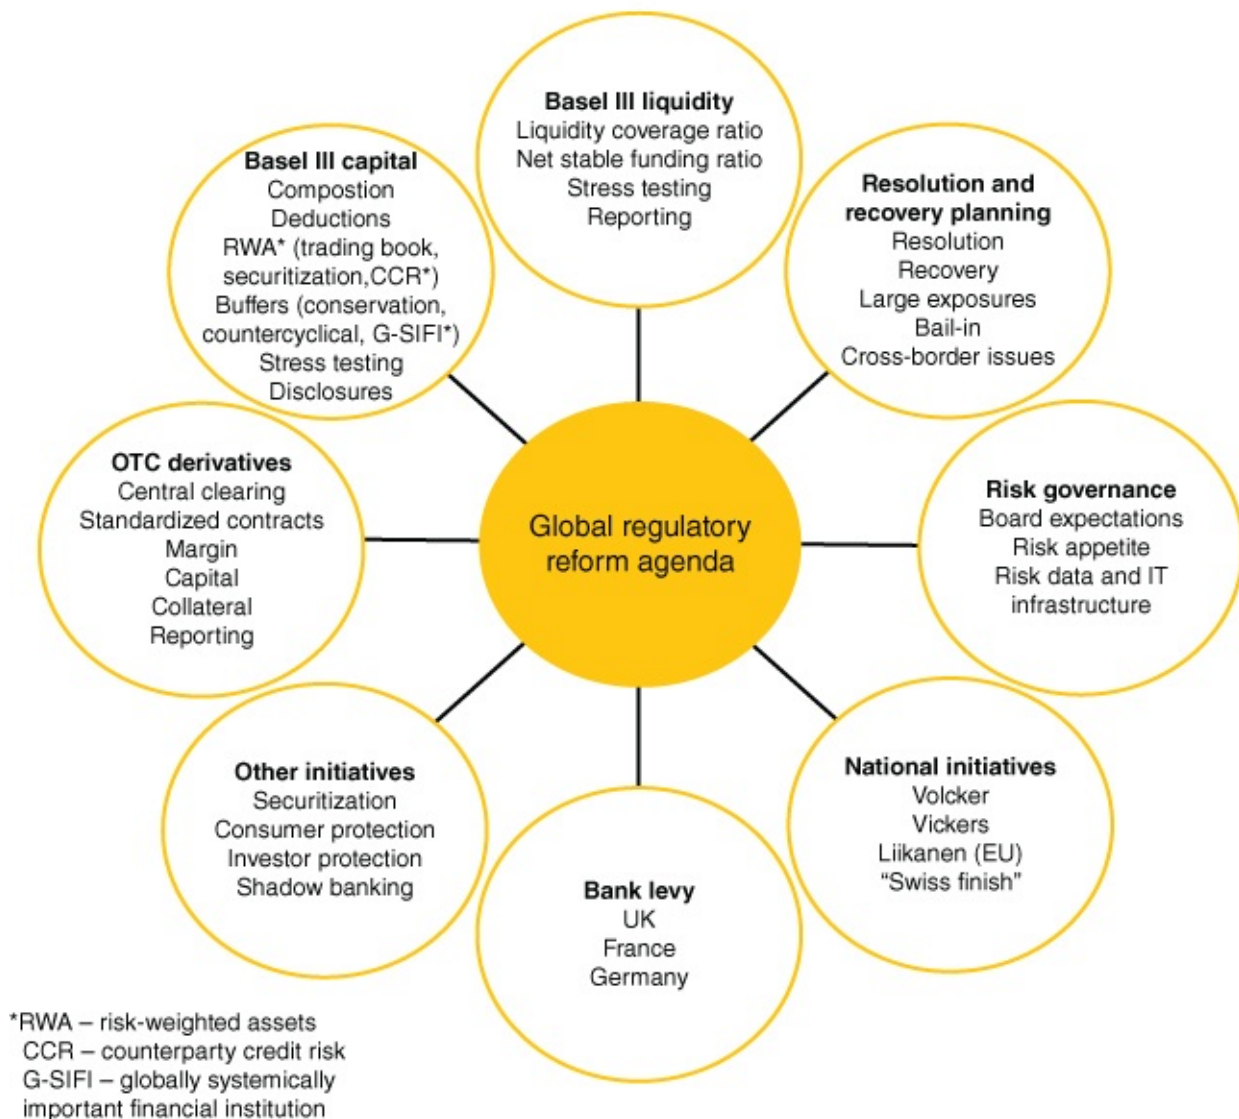 Basel III liquidity
Liquidity coverage ratio
Net stable funding ratio
Stress testing
Reporting
Basel III capital
Compostion
Deductions
RWA* (trading book,
securitization,CCR*)
Buffers (conservation,
countercyclical, G-SIFI*)
Stress testing
Disclosures
Resolution and
recovery planning
Resolution
Recovery
Large exposures
Bail-in
Cross-border issues
OTC derivatives
Central clearing
Standardized contracts
Margin
Capital
Collateral
Reporting
Global regulatory
reform agenda
Risk governance
Board expectations
Risk appetite
Risk data and IT
infrastructure
Other initiatives
Securitization
Consumer protection
Investor protection
Shadow banking
National initiatives
Volcker
Vickers
Liikanen (EU)
“Swiss finish”
Bank levy
UK
France
Germany
*RWA – risk-weighted assets
CCR – counterparty credit risk
G-SIFI – globally systemically
important financial institution